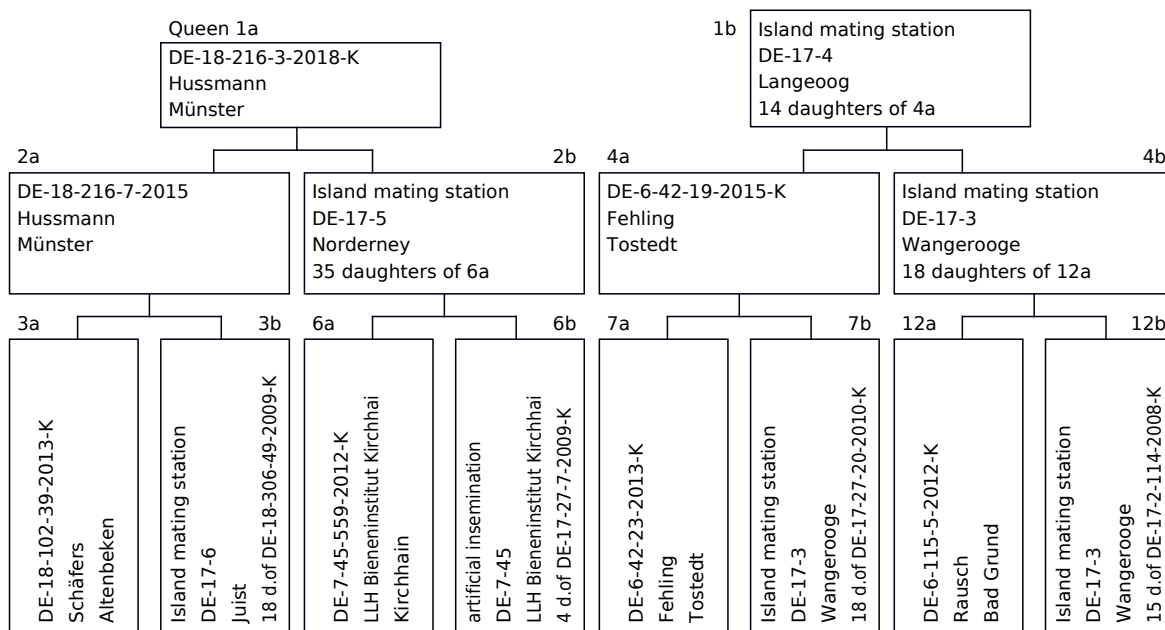 Queen 1a
DE-18-216-3-2018-K
Hussmann
Münster
1b
Island mating station
DE-17-4
Langeoog
14 daughters of 4a
2a
DE-18-216-7-2015
Hussmann
Münster
2b
Island mating station
DE-17-5
Norderney
35 daughters of 6a
4a
DE-6-42-19-2015-K
Fehling
Tostedt
4b
Island mating station
DE-17-3
Wangerooge
18 daughters of 12a
3a
DE-18-102-39-2013-K
Schäfers
Altenbeken
3b
Island mating station
DE-17-6
Juist
18 d.of DE-18-306-49-2009-K
6a
DE-7-45-559-2012-K
LLH Bieneninstitut Kirchhai
Kirchhain
6b
artificial insemination
DE-7-45
LLH Bieneninstitut Kirchhai
4 d.of DE-17-27-7-2009-K
7a
DE-6-42-23-2013-K
Fehling
Tostedt
7b
Island mating station
DE-17-3
Wangerooge
18 d.of DE-17-27-20-2010-K
12a
DE-6-115-5-2012-K
Rausch
Bad Grund
12b
Island mating station
DE-17-3
Wangerooge
15 d.of DE-17-2-114-2008-K